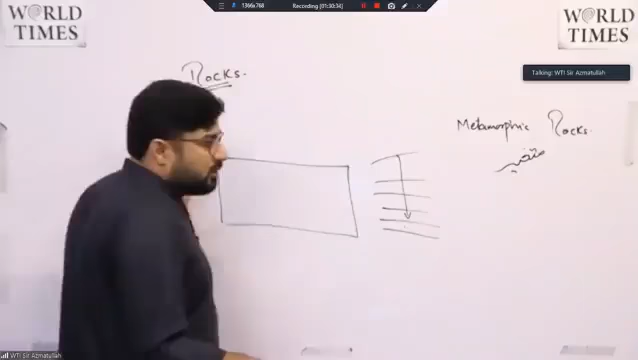 WORLD
TIMES
1366x768
Recording [01:30:34]
WORLD
TIMES
Talking: WTI Sir Azmatullah
Rocks.
Metamorphic Rocks.
متغیر
WTI Sir Azmatullah